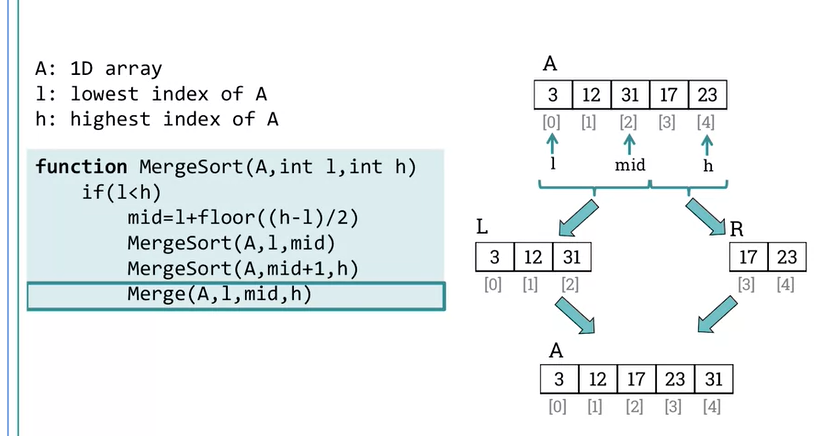 A: 1D array
l: lowest index of A
h: highest index of A
function MergeSort(A,int l,int h)
if(l<h)
mid=l+floor((h-l)/2)
MergeSort(A,l,mid)
MergeSort(A,mid+1,h)
Merge(A,l,mid,h)
A
3 12 31 17 23
[0] [1] [2] [3] [4]
l mid h
L R
3 12 31 17 23
[0] [1] [2] [3] [4]
A
3 12 17 23 31
[0] [1] [2] [3] [4]